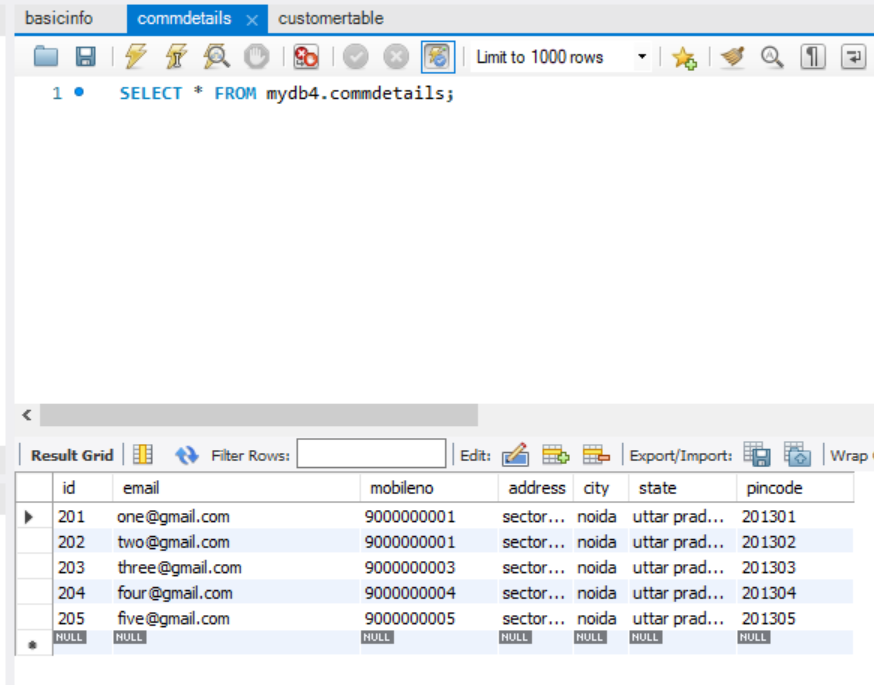 basicinfo commdetails customertable
Limit to 1000 rows
1 SELECT * FROM mydb4.commdetails;
Result Grid Filter Rows: Edit: Export/Import: Wrap
id email mobileno address city state pincode
201 one@gmail.com 9000000001 sector... noida uttar prad... 201301
202 two@gmail.com 9000000001 sector... noida uttar prad... 201302
203 three@gmail.com 9000000003 sector... noida uttar prad... 201303
204 four@gmail.com 9000000004 sector... noida uttar prad... 201304
205 five@gmail.com 9000000005 sector... noida uttar prad... 201305
NULL NULL NULL NULL NULL NULL NULL